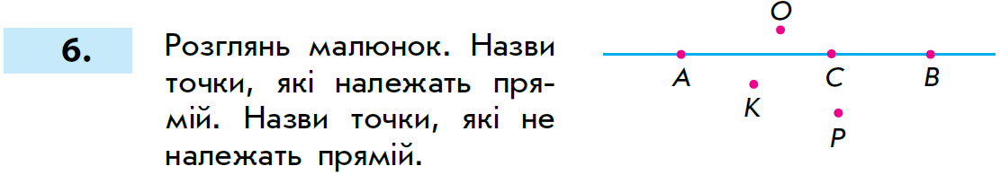 6.
Розглянь малюнок. Назви
точки, які належать пря-
мій. Назви точки, які не
належать прямій.
O
A
C
B
K
P